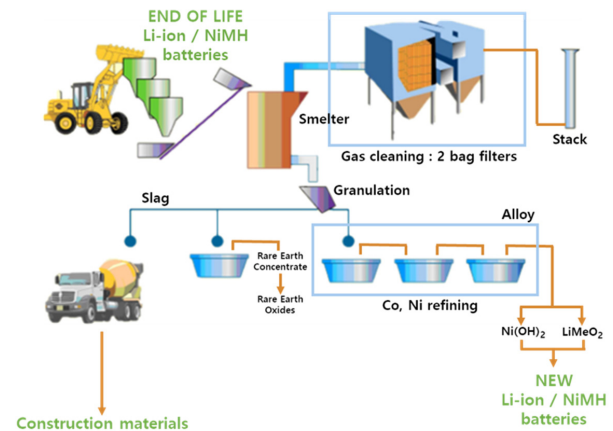 END OF LIFE
Li-ion / NiMH
batteries
Smelter
Gas cleaning : 2 bag filters
Stack
Granulation
Slag
Alloy
Rare Earth
Concentrate
Rare Earth
Oxides
Co, Ni refining
Ni(OH)₂
LiMeO₂
NEW
Li-ion / NiMH
batteries
Construction materials